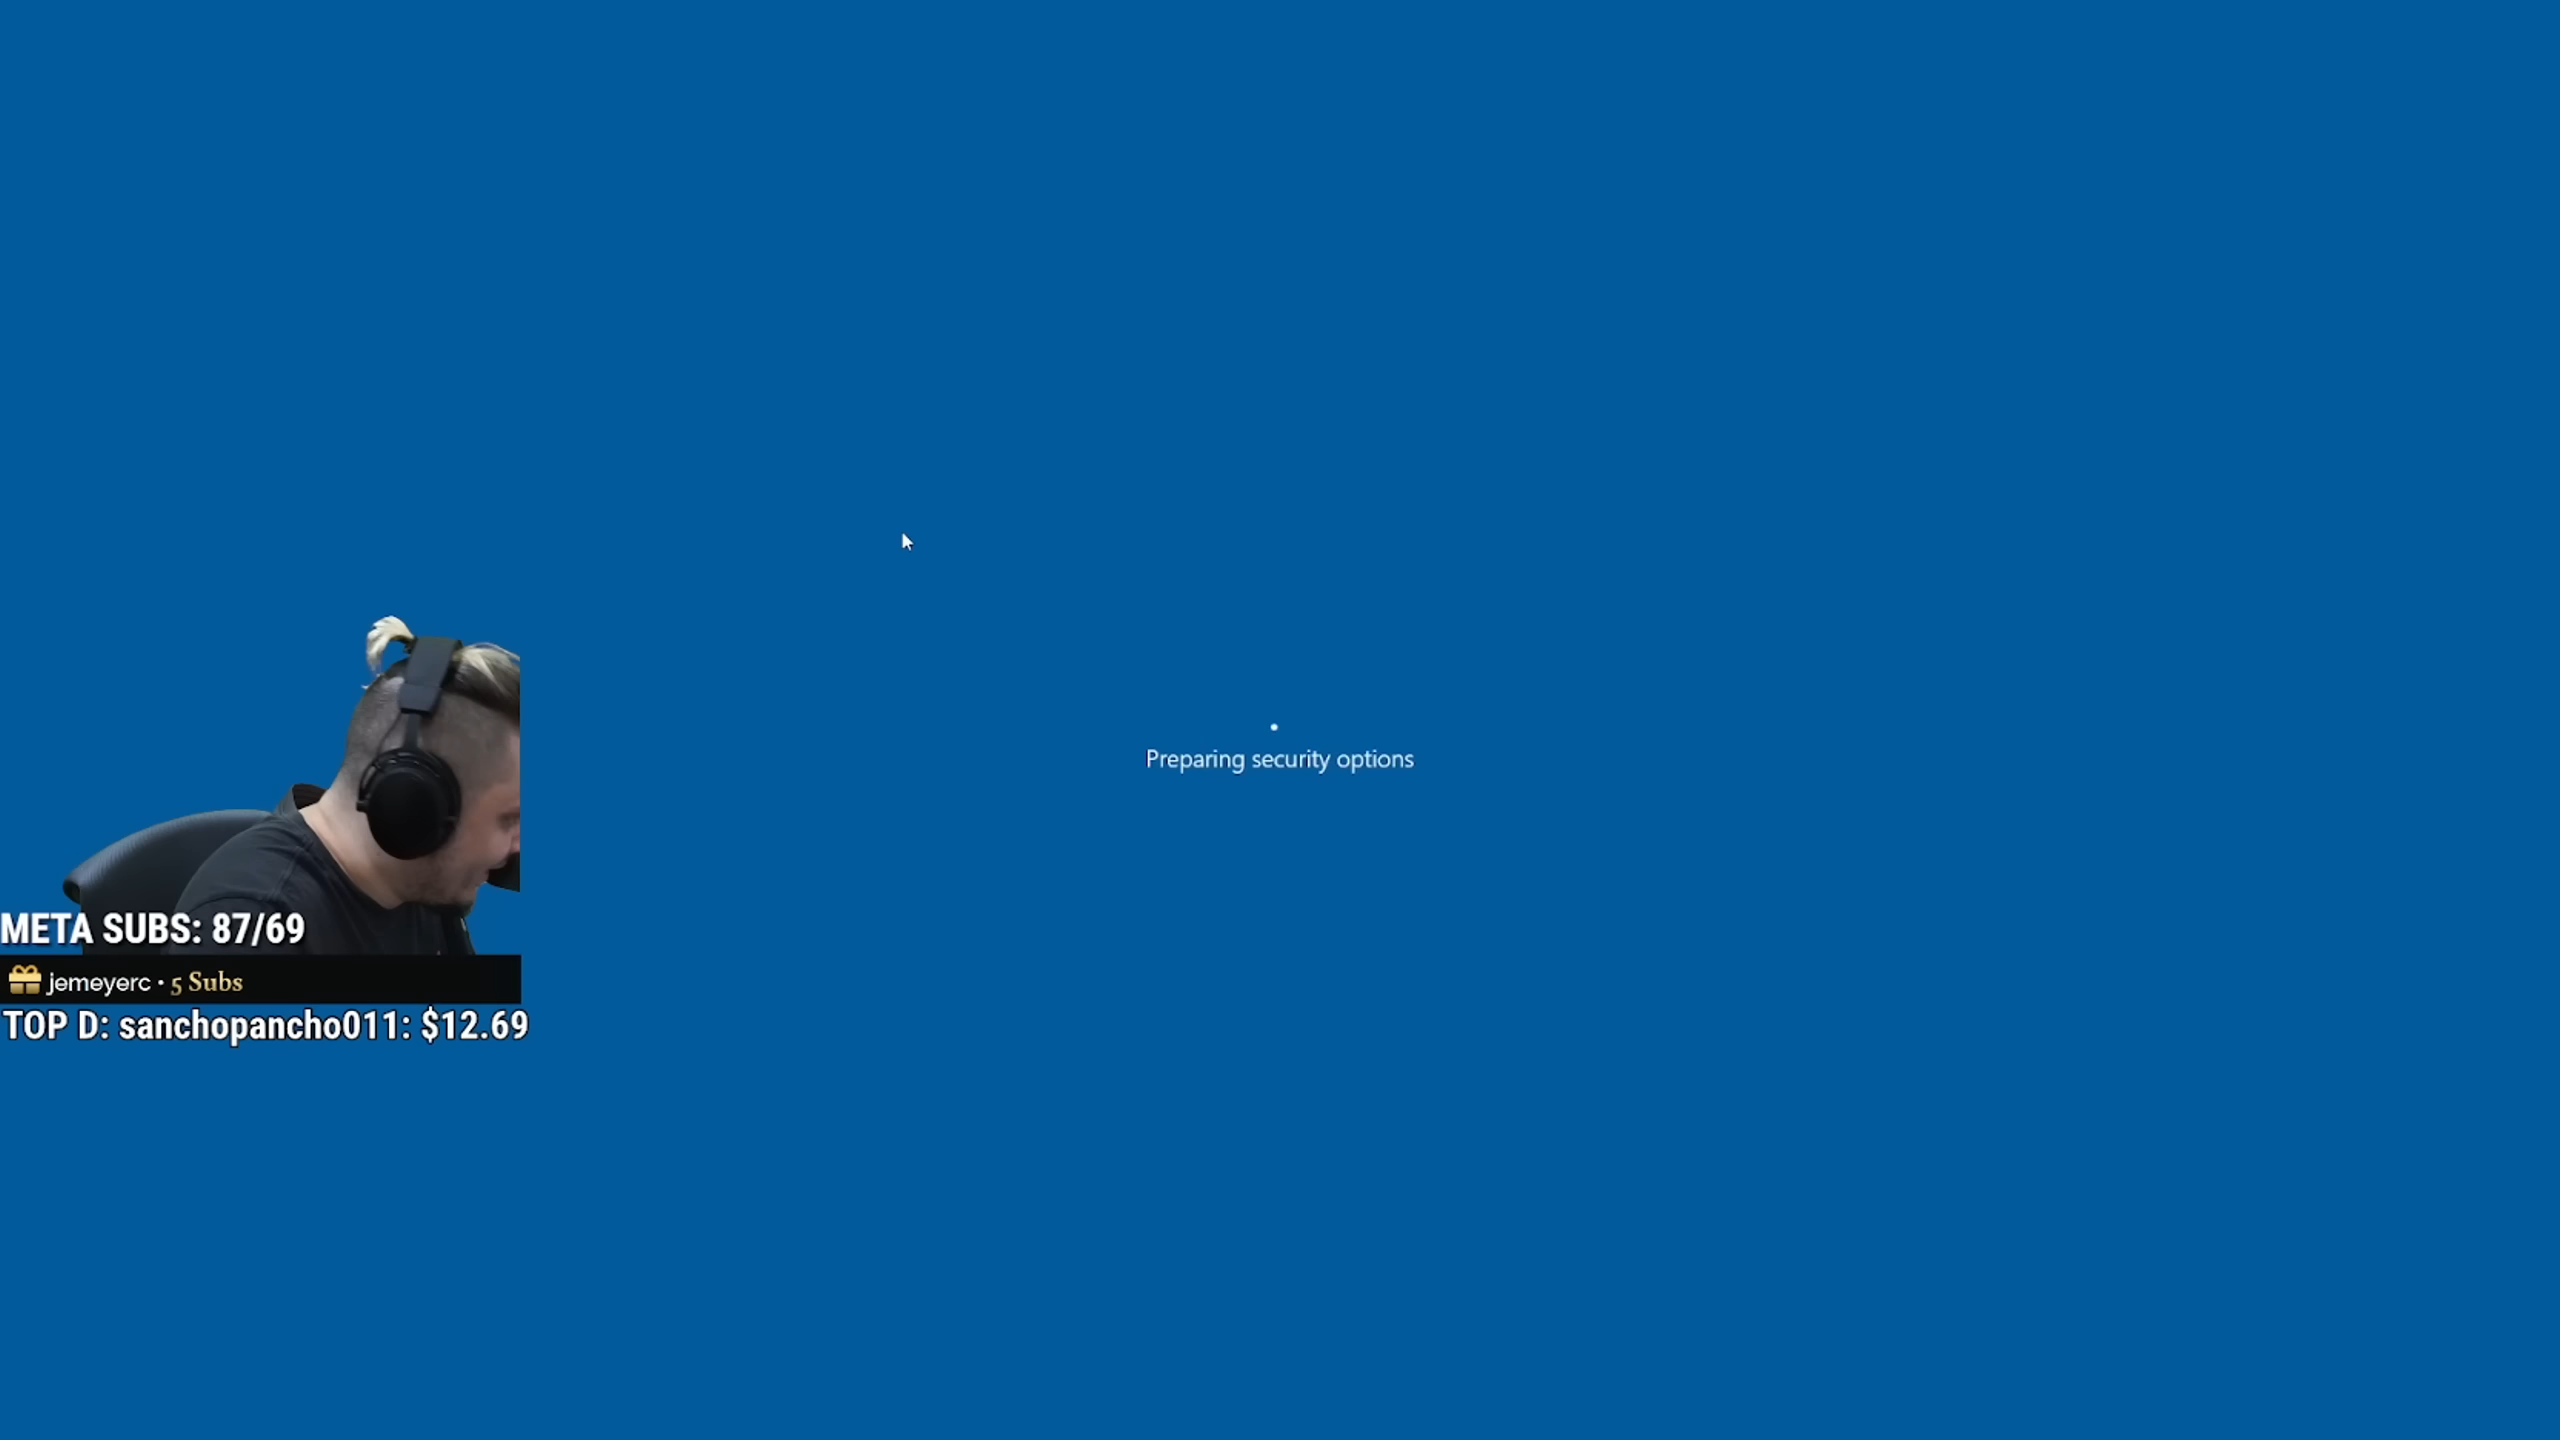 Preparing security options
META SUBS: 87/69
jemeyerc • 5 Subs
TOP D: sanchopancho011: $12.69